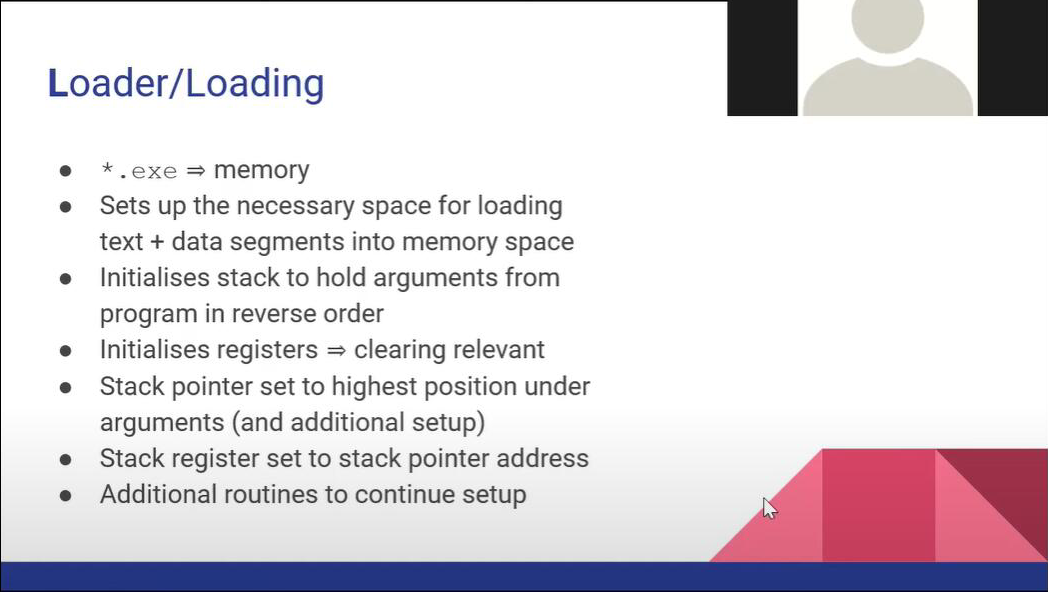 Loader/Loading
● *.exe ⇒ memory
● Sets up the necessary space for loading
text + data segments into memory space
● Initialises stack to hold arguments from
program in reverse order
● Initialises registers ⇒ clearing relevant
● Stack pointer set to highest position under
arguments (and additional setup)
● Stack register set to stack pointer address
● Additional routines to continue setup